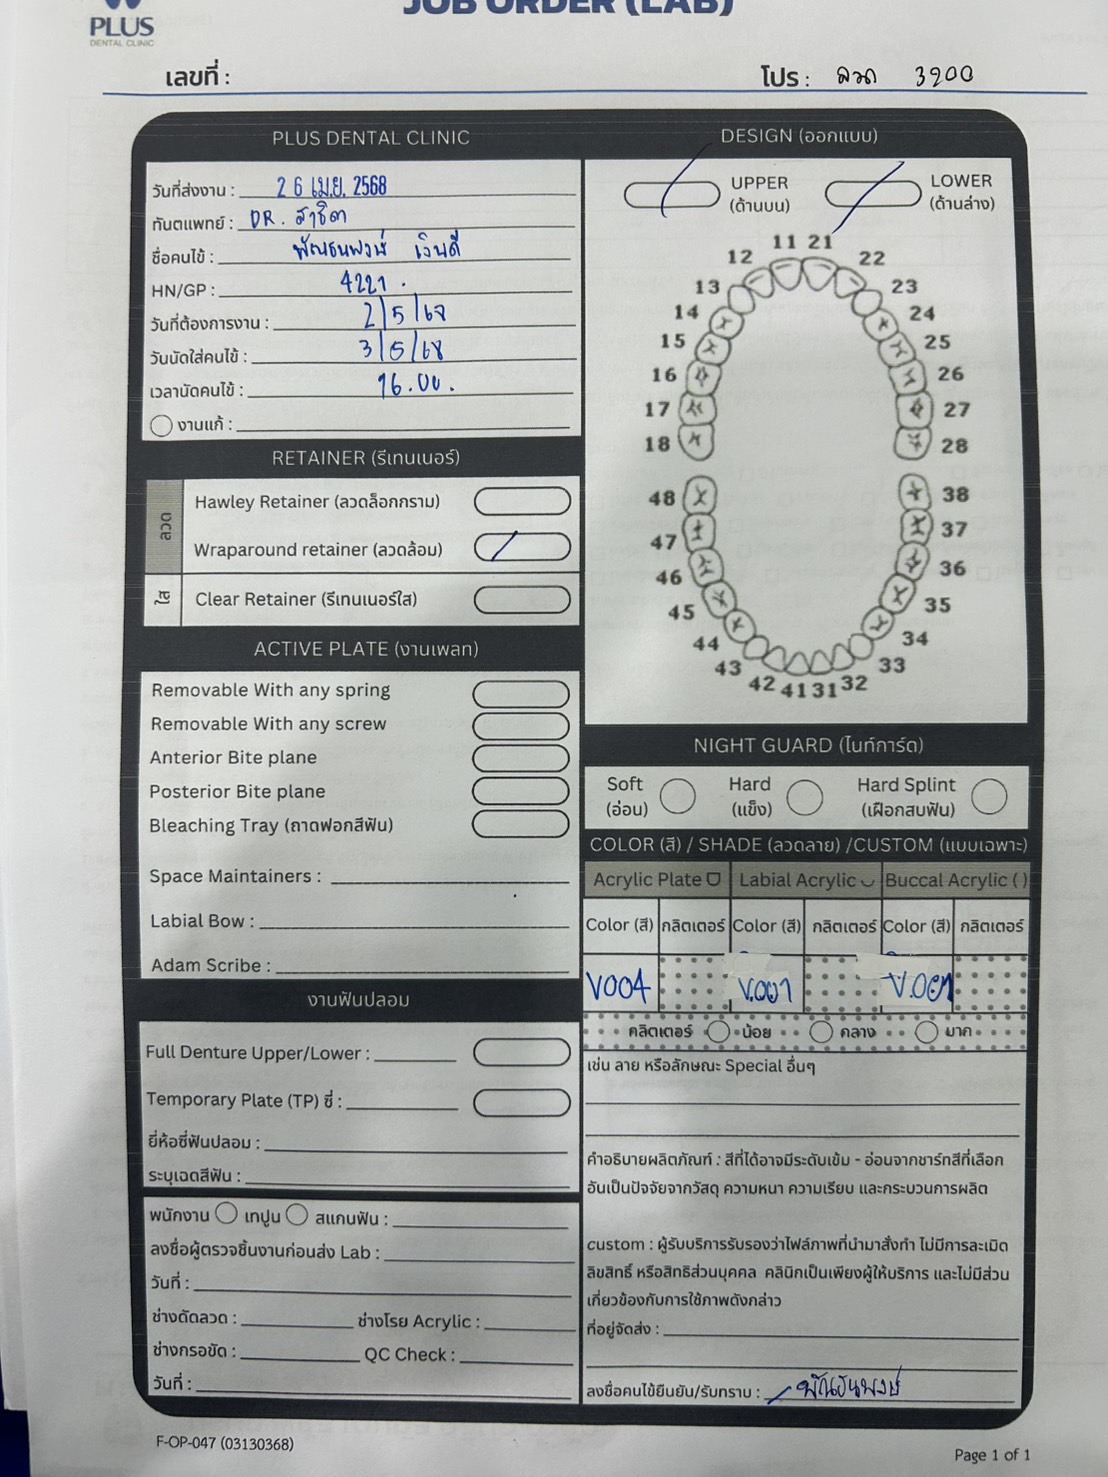 JOB ORDER (LAB)
PLUS
DENTAL CLINIC
เลขที่ :
โปร : ลวด 3900
PLUS DENTAL CLINIC
วันที่ส่งงาน : 26 เม.ย. 2568
ทันตแพทย์ : DR. สาธิตา
ชื่อคนไข้ : พัฒธนพงษ์
HN/GP : 4221 .
วันที่ต้องการงาน : 2/5/68
วันนัดใส่คนไข้ : 3/5/68
เวลานัดคนไข้ : 16.00.
งานแก้ :
RETAINER (รีเทนเนอร์)
ลวด
Hawley Retainer (ลวดล็อกกราม)
Wraparound retainer (ลวดล้อม) /
ใส
Clear Retainer (รีเทนเนอร์ใส)
ACTIVE PLATE (งานเพลท)
Removable With any spring
Removable With any screw
Anterior Bite plane
Posterior Bite plane
Bleaching Tray (ถาดฟอกสีฟัน)
Space Maintainers :
Labial Bow :
Adam Scribe :
งานฟันปลอม
Full Denture Upper/Lower :
Temporary Plate (TP) ซี่ :
ยี่ห้อซี่ฟันปลอม :
ระบุเฉดสีฟัน :
พนักงาน เทปูน สแกนฟัน :
ลงชื่อผู้ตรวจชิ้นงานก่อนส่ง Lab :
วันที่ :
ช่างดัดลวด : ช่างโรย Acrylic :
ช่างกรอขัด : QC Check :
วันที่ :
DESIGN (ออกแบบ)
UPPER LOWER
(ด้านบน) (ด้านล่าง)
11 21
12 22
13 23
14 24
15 25
16 26
17 27
18 28
48 38
47 37
46 36
45 35
44 34
43 33
42 41 31 32
NIGHT GUARD (ไนท์การ์ด)
Soft Hard Hard Splint
(อ่อน) (แข็ง) (เฝือกสบฟัน)
COLOR (สี) / SHADE (ลวดลาย) /CUSTOM (แบบเฉพาะ)
Acrylic Plate Labial Acrylic Buccal Acrylic ( )
Color (สี) กลิตเตอร์ Color (สี) กลิตเตอร์ Color (สี) กลิตเตอร์
V004 V.001 V.001
กลิตเตอร์ น้อย กลาง มาก
เช่น ลาย หรือลักษณะ Special อื่นๆ
คำอธิบายผลิตภัณฑ์ : สีที่ได้อาจมีระดับเข้ม - อ่อนจากชาร์ทสีที่เลือก
อันเป็นปัจจัยจากวัสดุ ความหนา ความเรียบ และกระบวนการผลิต
custom : ผู้รับบริการรับรองว่าไฟล์ภาพที่นำมาสั่งทำ ไม่มีการละเมิด
ลิขสิทธิ์ หรือสิทธิส่วนบุคคล คลินิกเป็นเพียงผู้ให้บริการ และไม่มีส่วน
เกี่ยวข้องกับการใช้ภาพดังกล่าว
ที่อยู่จัดส่ง :
ลงชื่อคนไข้ยืนยัน/รับทราบ :
F-OP-047 (03130368)
Page 1 of 1